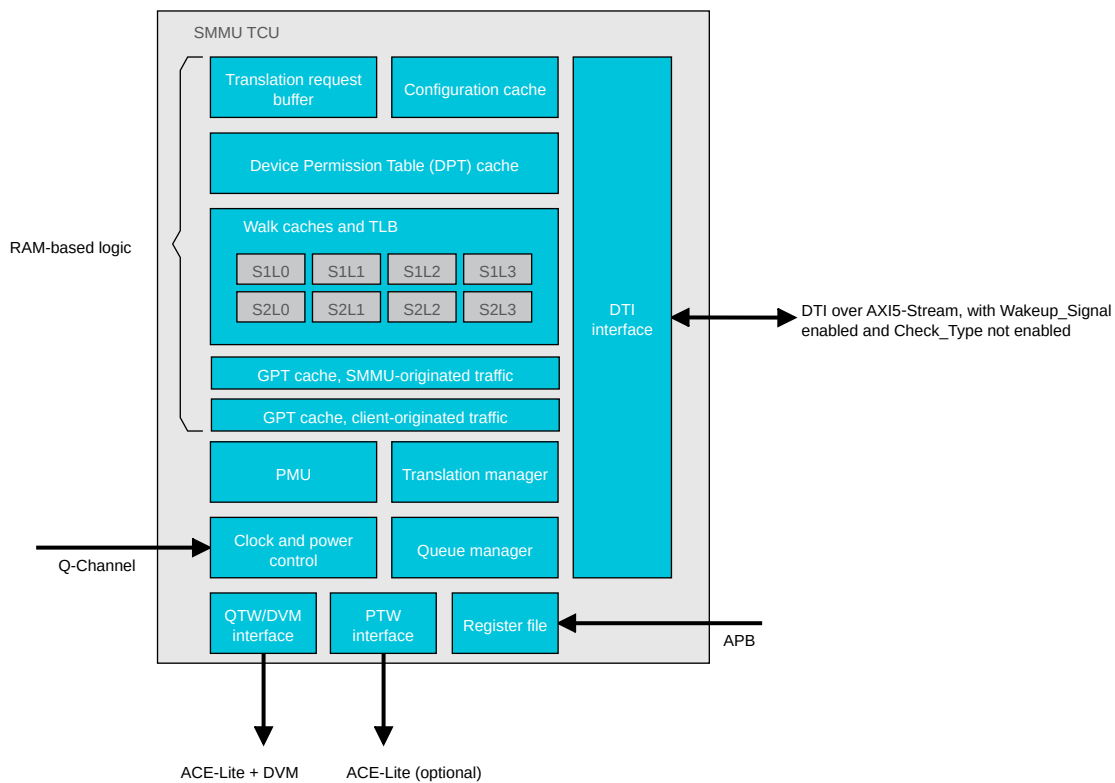 SMMU TCU
Translation request
buffer
Configuration cache
Device Permission Table (DPT) cache
Walk caches and TLB
S1L0
S1L1
S1L2
S1L3
S2L0
S2L1
S2L2
S2L3
RAM-based logic
DTI
interface
DTI over AXI5-Stream, with Wakeup_Signal
enabled and Check_Type not enabled
GPT cache, SMMU-originated traffic
GPT cache, client-originated traffic
PMU
Translation manager
Clock and power
control
Queue manager
Q-Channel
QTW/DVM
interface
PTW
interface
Register file
APB
ACE-Lite + DVM
ACE-Lite (optional)